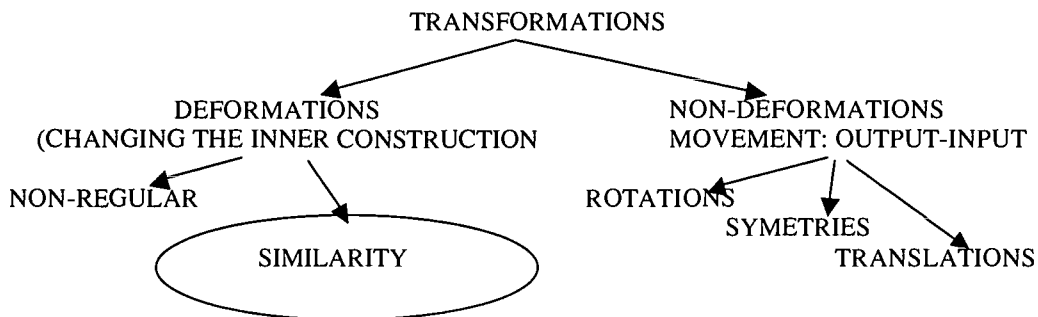 TRANSFORMATIONS
DEFORMATIONS
(CHANGING THE INNER CONSTRUCTION
NON-DEFORMATIONS
MOVEMENT: OUTPUT-INPUT
NON-REGULAR
SIMILARITY
ROTATIONS
SYMETRIES
TRANSLATIONS